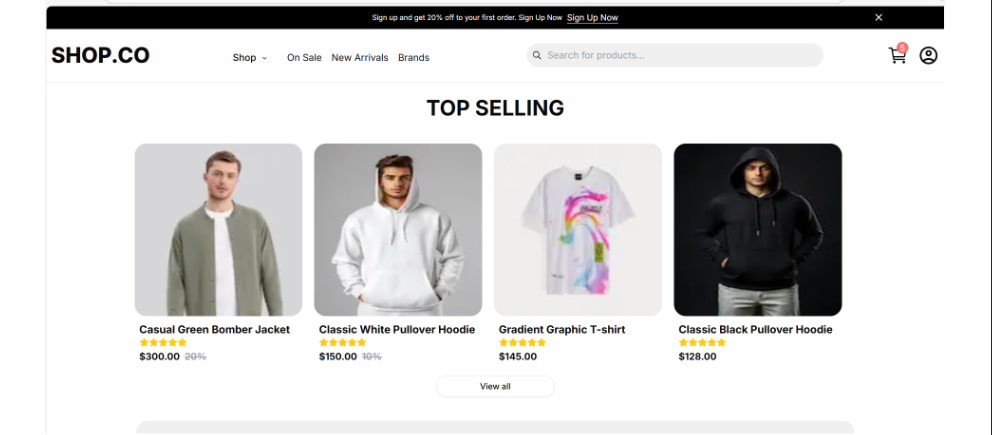 Sign up and get 20% off to your first order. Sign Up Now Sign Up Now
SHOP.CO
Shop On Sale New Arrivals Brands
Search for products...
5
TOP SELLING
Casual Green Bomber Jacket
$300.00 20%
Classic White Pullover Hoodie
$150.00 10%
Gradient Graphic T-shirt
$145.00
Classic Black Pullover Hoodie
$128.00
View all